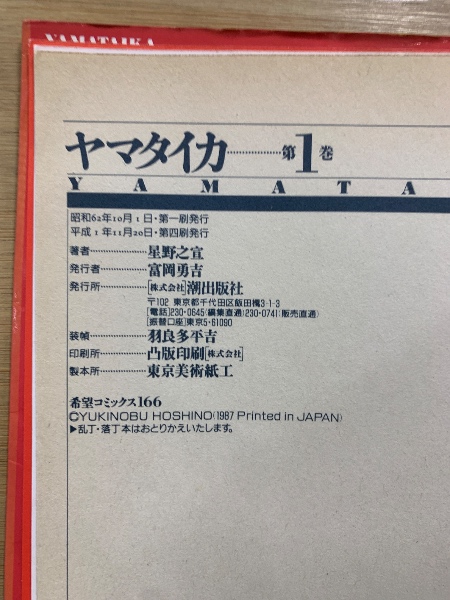 YAMATAIKA
ヤマタイカ…………第1巻
YAMATA
昭和62年10月1日・第一刷発行
平成1年11月20日・第四刷発行
著者…………星野之宣
発行者…………富岡勇吉
発行所…………[株式会社]潮出版社
〒102 東京都千代田区飯田橋3-1-3
[電話]230-0645(編集直通)230-0741(販売直通)
[振替口座]東京5-61090
装幀…………羽良多平吉
印刷所…………凸版印刷[株式会社]
製本所…………東京美術紙工
希望コミックス166
©YUKINOBU HOSHINO(1987 Printed in JAPAN)
▶乱丁・落丁本はおとりかえいたします。